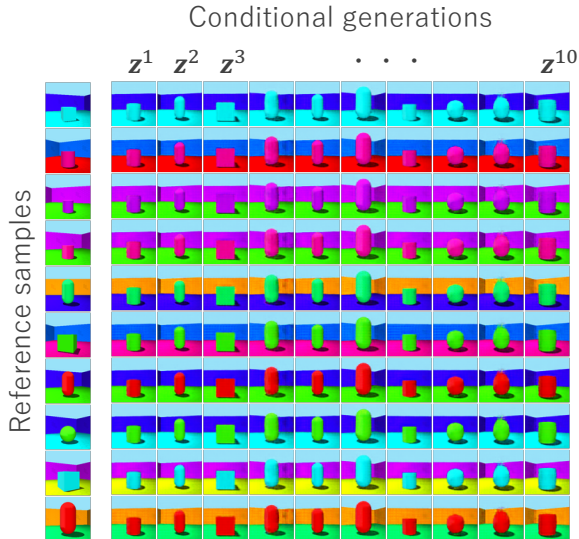 Conditional generations
z¹ z² z³ · · · z¹⁰
Reference samples